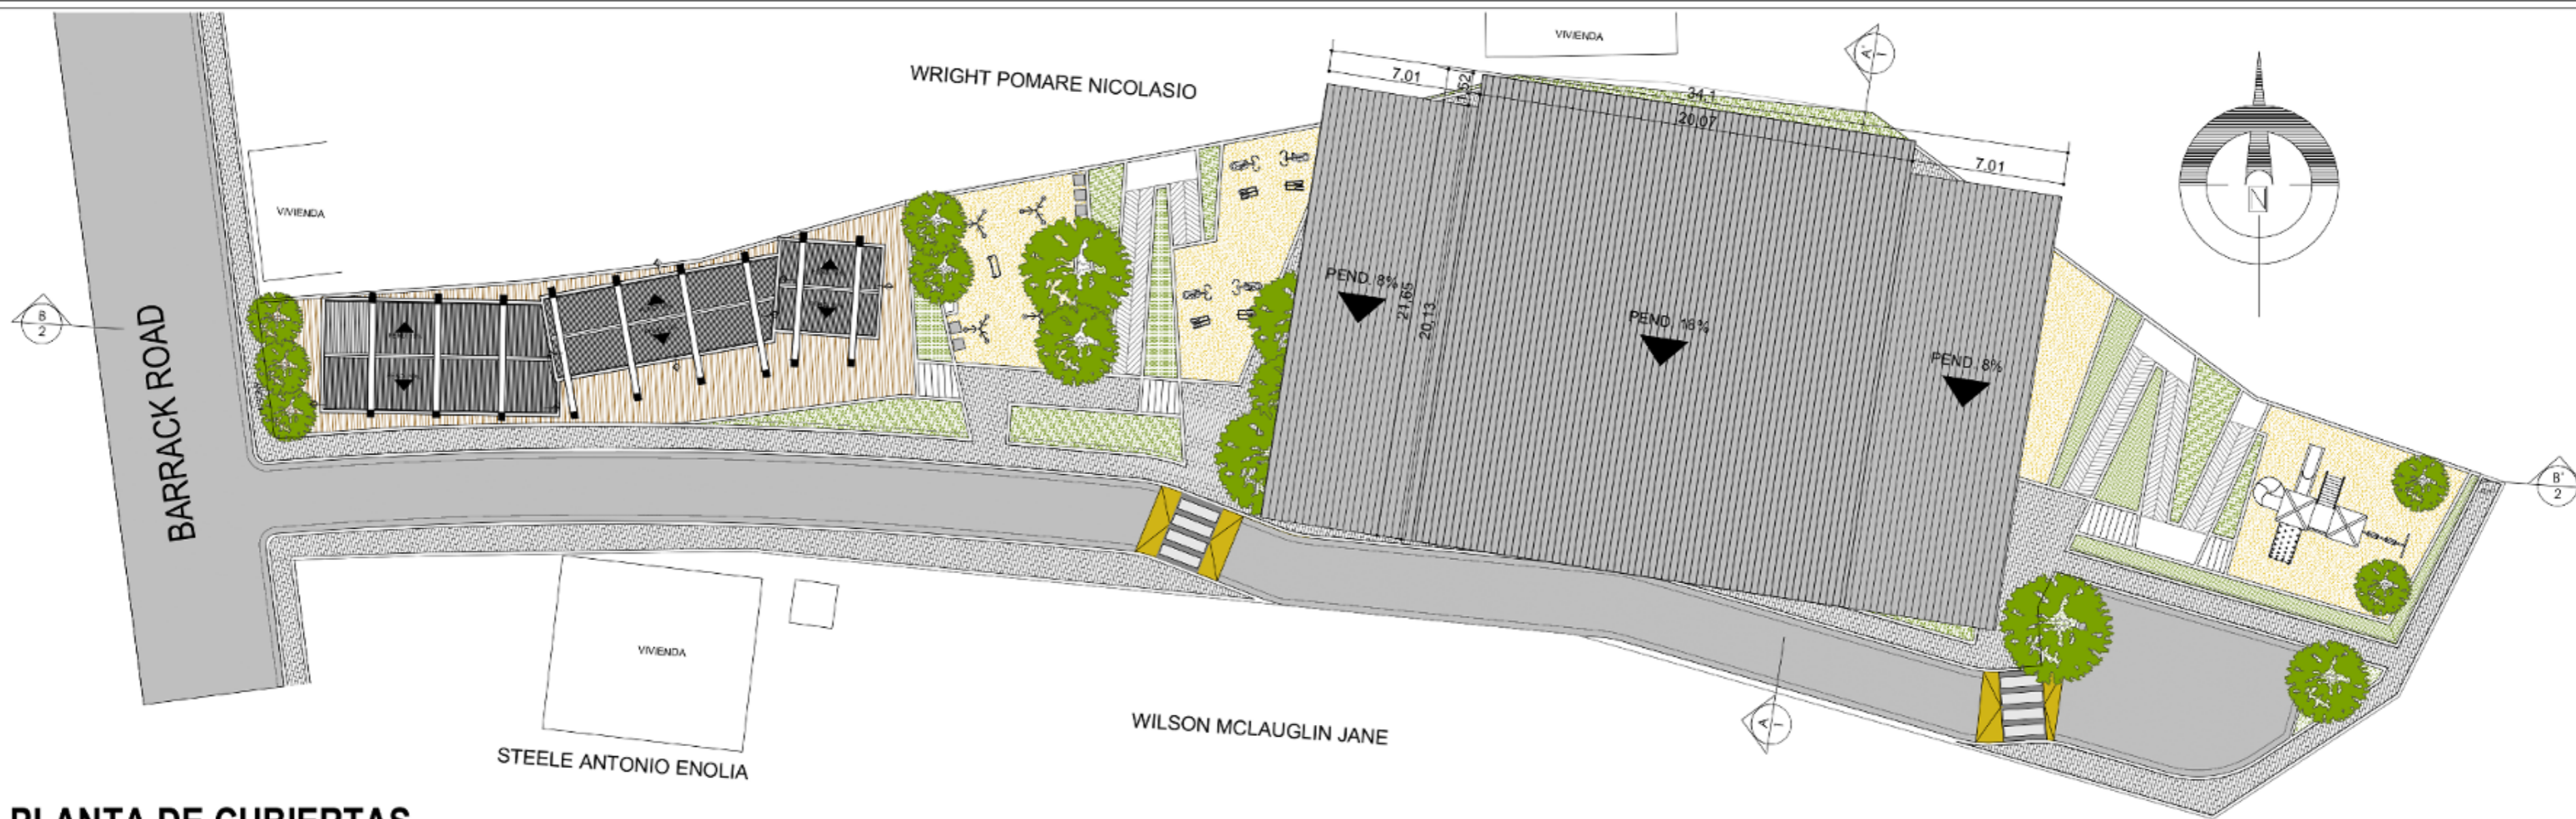 VIVIENDA
A'
1
WRIGHT POMARE NICOLASIO
7,01
1,52
34,1
20,07
7,01
N
VIVIENDA
PEND. 8%
21,65
20,13
PEND. 18%
PEND. 8%
B
2
BARRACK ROAD
B'
2
VIVIENDA
A
1
WILSON MCLAUGLIN JANE
STEELE ANTONIO ENOLIA
PLANTA DE CUBIERTAS